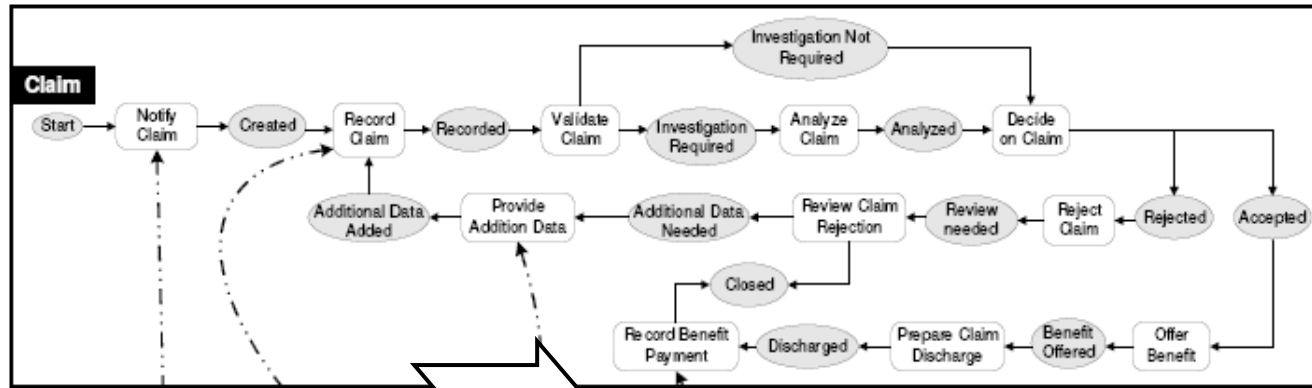 Investigation Not
Required
Claim
Start
Notify
Claim
Created
Record
Claim
Recorded
Validate
Claim
Investigation
Required
Analyze
Claim
Analyzed
Decide
on Claim
Additional Data
Added
Provide
Addition Data
Additional Data
Needed
Review Claim
Rejection
Review
needed
Reject
Claim
Rejected
Accepted
Closed
Record Benefit
Payment
Discharged
Prepare Claim
Discharge
Benefit
Offered
Offer
Benefit